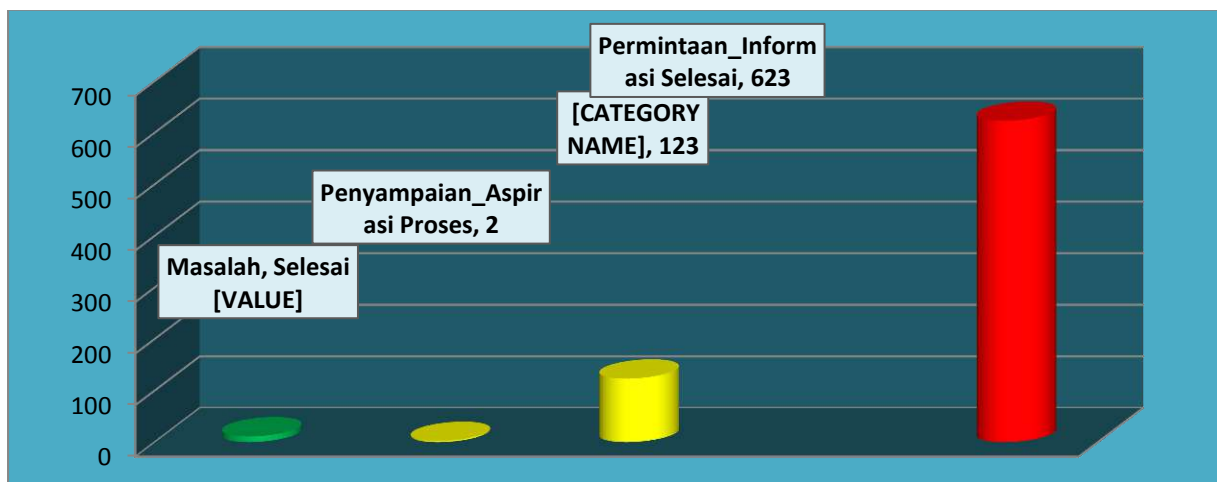 Permintaan_Inform
asi Selesai, 623
[CATEGORY
NAME], 123
Penyampaian_Aspir
asi Proses, 2
Masalah, Selesai
[VALUE]
700
600
500
400
300
200
100
0